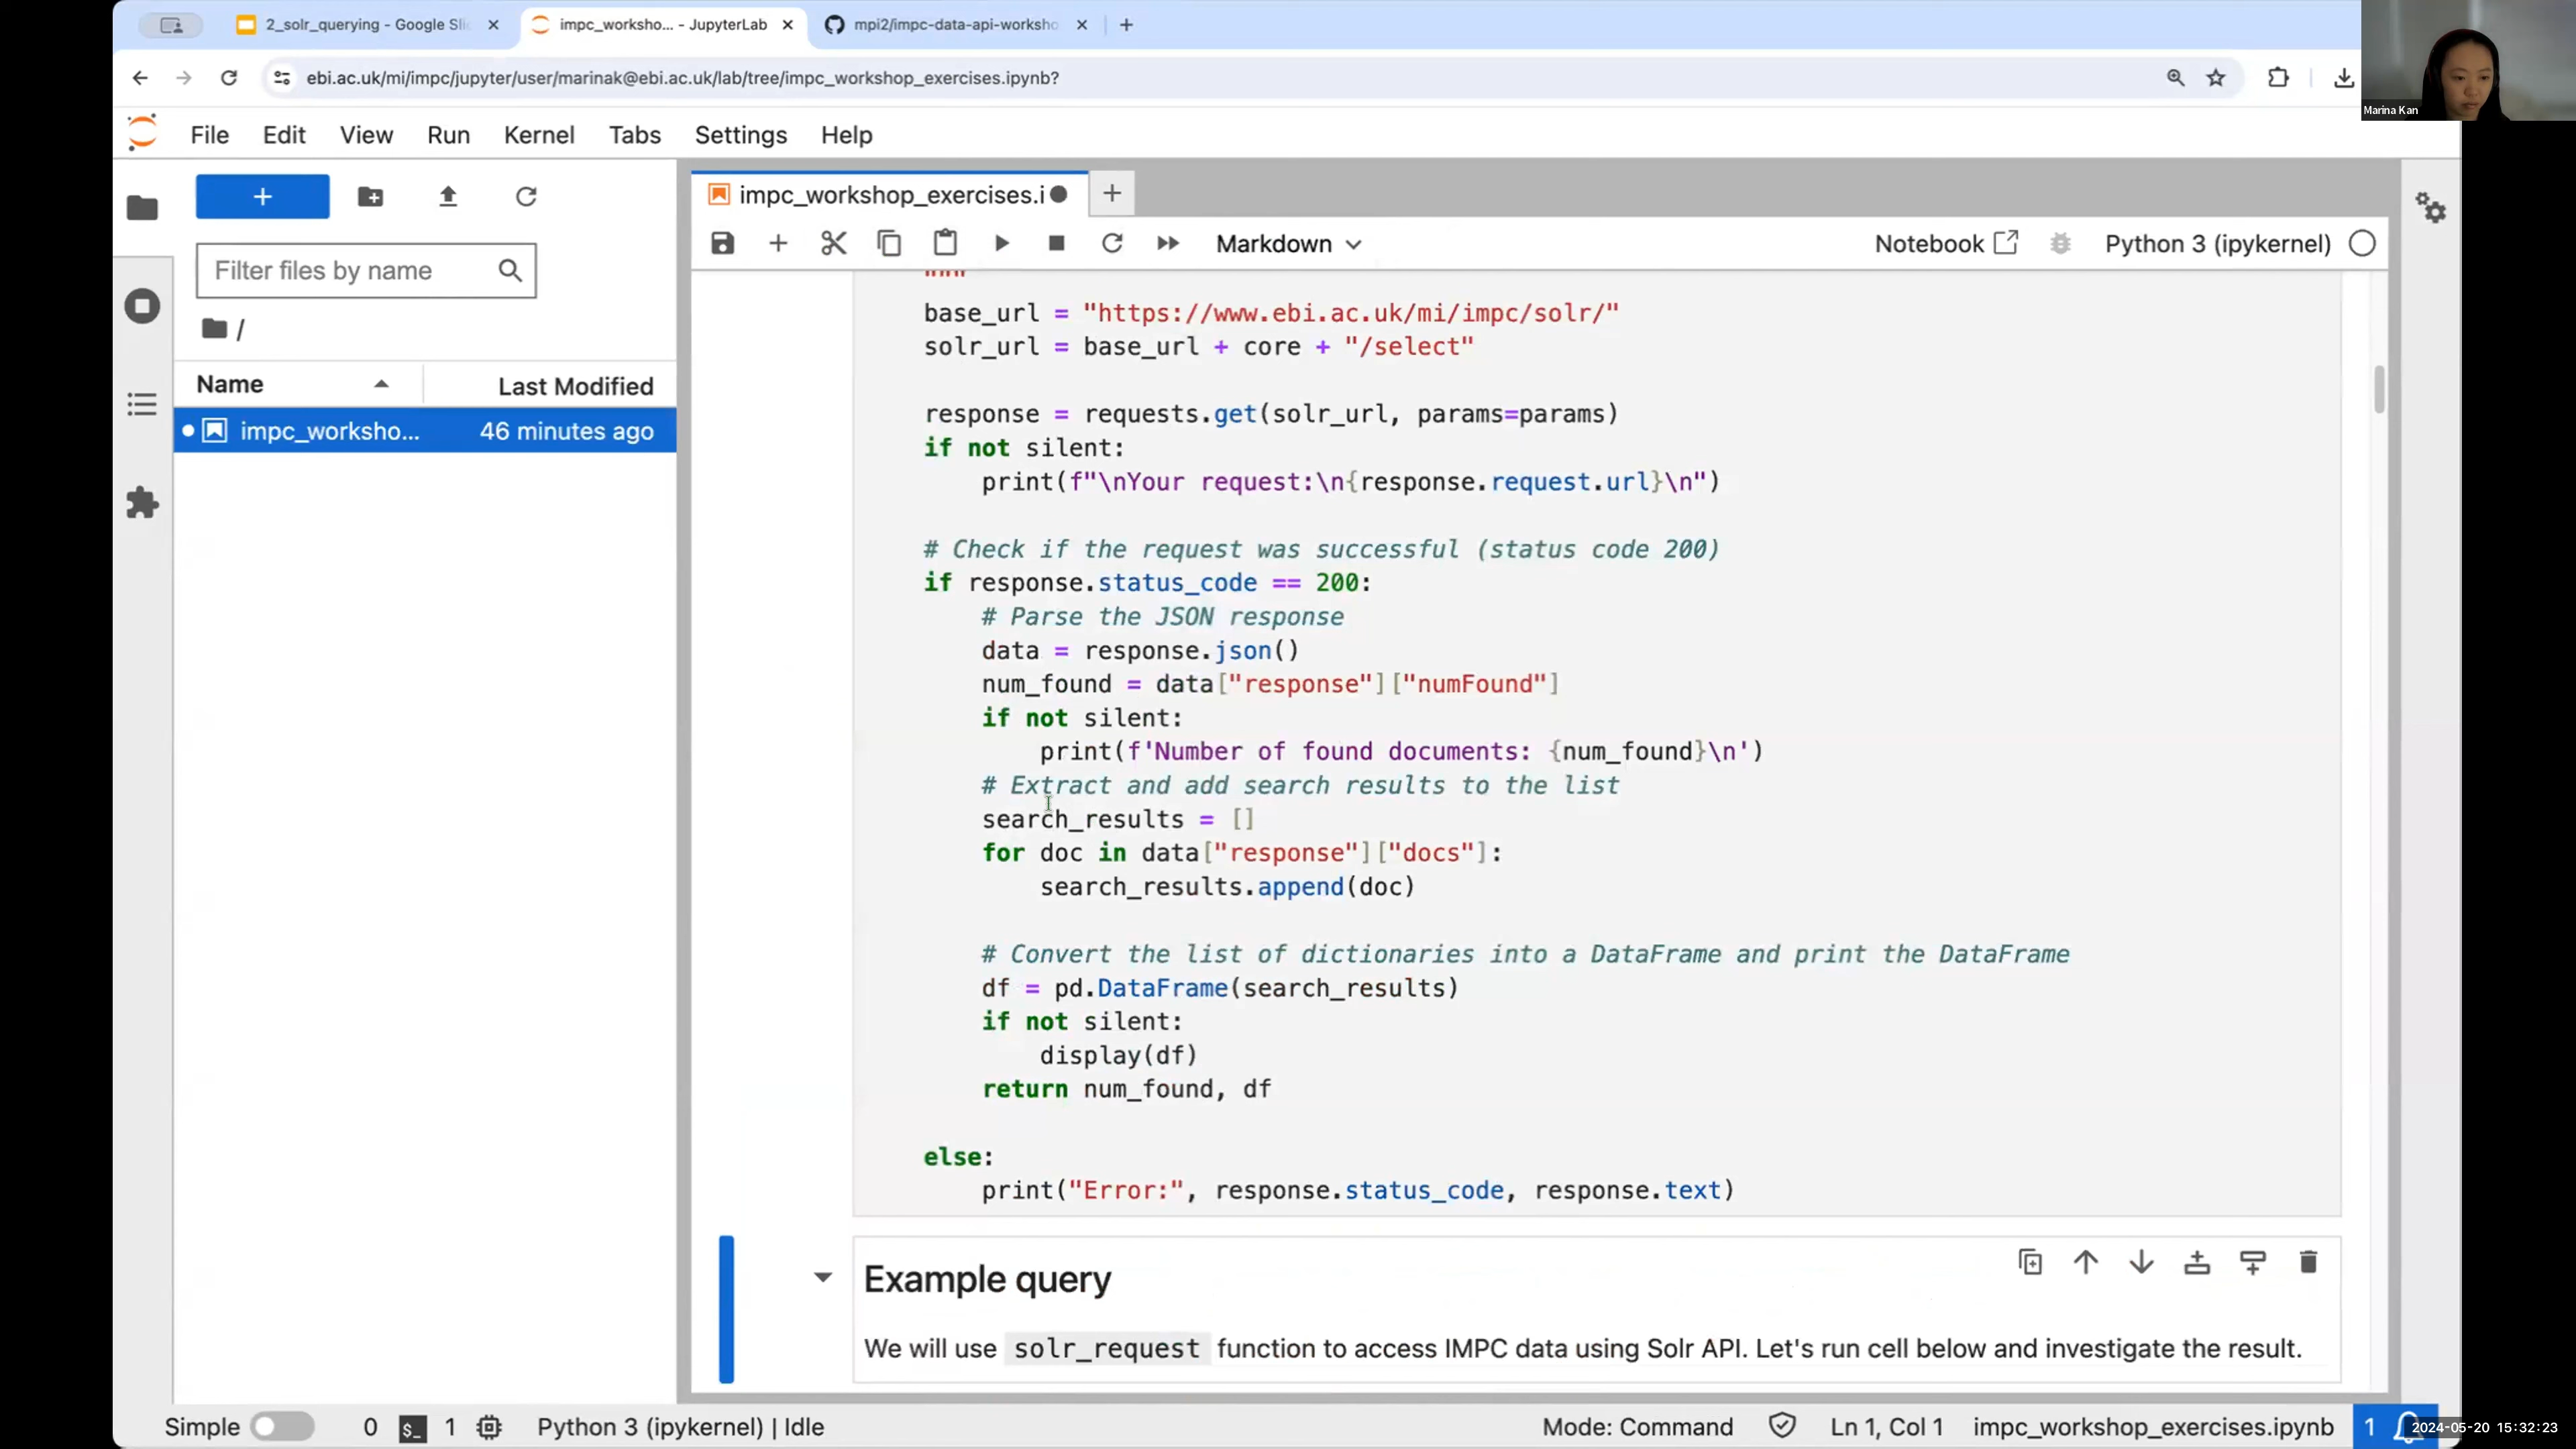 2_solr_querying - Google Sli
impc_worksho... - JupyterLab
mpi2/impc-data-api-worksho
ebi.ac.uk/mi/impc/jupyter/user/marinak@ebi.ac.uk/lab/tree/impc_workshop_exercises.ipynb?
Marina Kan
File Edit View Run Kernel Tabs Settings Help
impc_workshop_exercises.i
Markdown
Notebook
Python 3 (ipykernel)
Filter files by name
/
Name
Last Modified
impc_worksho...
46 minutes ago
"""
base_url = "https://www.ebi.ac.uk/mi/impc/solr/"
solr_url = base_url + core + "/select"
response = requests.get(solr_url, params=params)
if not silent:
print(f"\nYour request:\n{response.request.url}\n")
# Check if the request was successful (status code 200)
if response.status_code == 200:
# Parse the JSON response
data = response.json()
num_found = data["response"]["numFound"]
if not silent:
print(f'Number of found documents: {num_found}\n')
# Extract and add search results to the list
search_results = []
for doc in data["response"]["docs"]:
search_results.append(doc)
# Convert the list of dictionaries into a DataFrame and print the DataFrame
df = pd.DataFrame(search_results)
if not silent:
display(df)
return num_found, df
else:
print("Error:", response.status_code, response.text)
Example query
We will use solr_request function to access IMPC data using Solr API. Let's run cell below and investigate the result.
Simple
0
$_
1
Python 3 (ipykernel) | Idle
Mode: Command
Ln 1, Col 1
impc_workshop_exercises.ipynb
1
2024-05-20 15:32:23